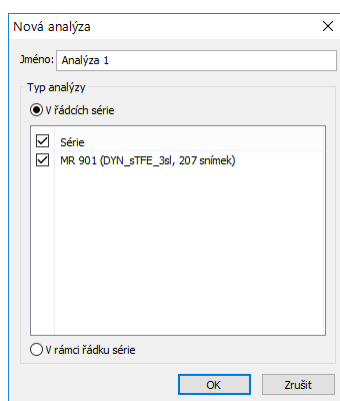 Nová analýza
Jméno: Analýza 1
Typ analýzy
V řádcích série
Série
MR 901 (DYN_sTFE_3sl, 207 snímek)
V rámci řádku série
OK Zrušit